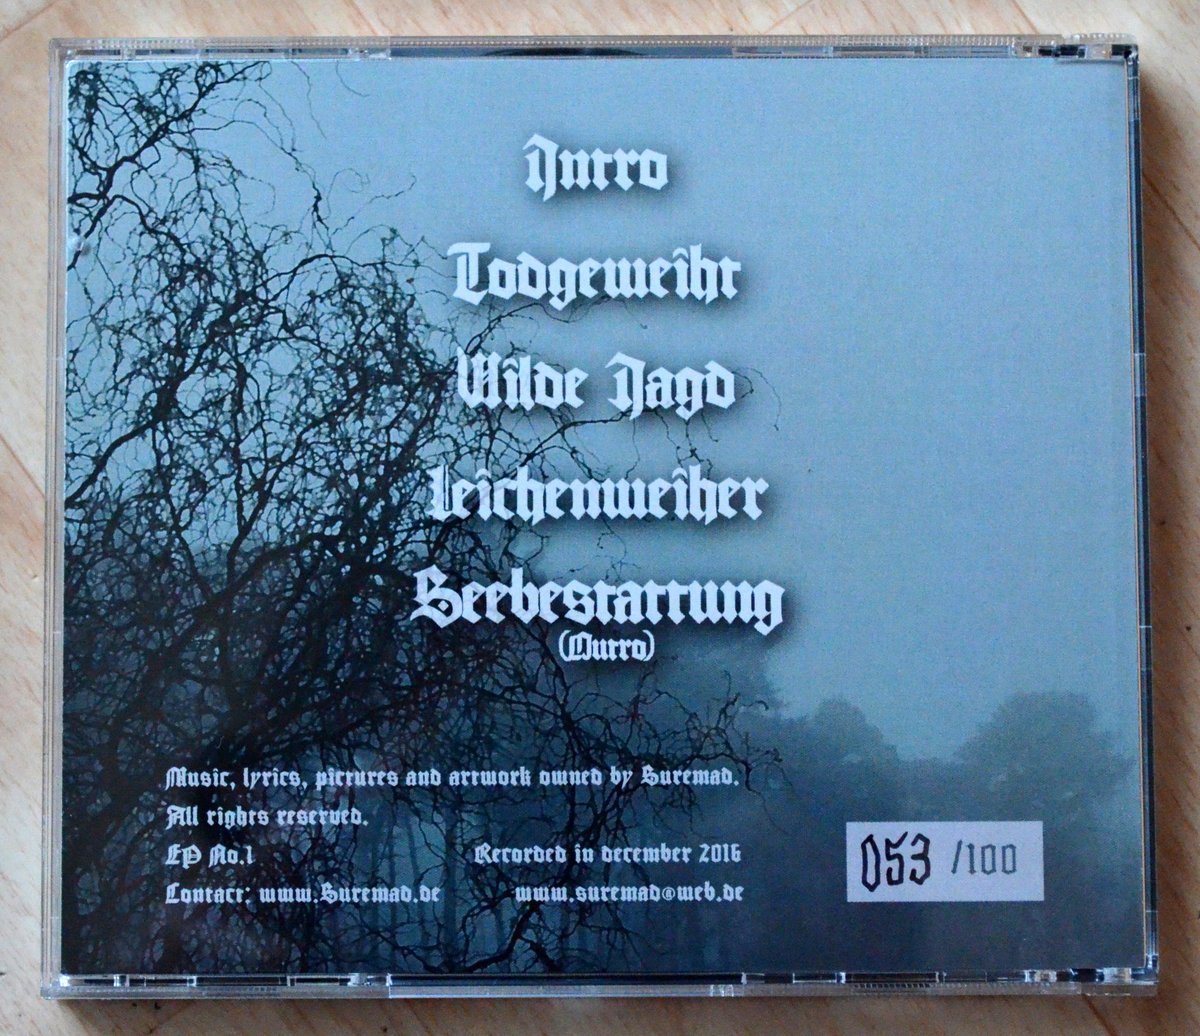 Intro
Todgeweiht
Wilde Jagd
Leichenweiher
Seebestattung
(Outro)
Music, lyrics, pictures and artwork owned by Suremad.
All rights reserved.
EP No.1
Recorded in december 2016
Contact: www.Suremad.de
www.suremad@web.de
053 /100